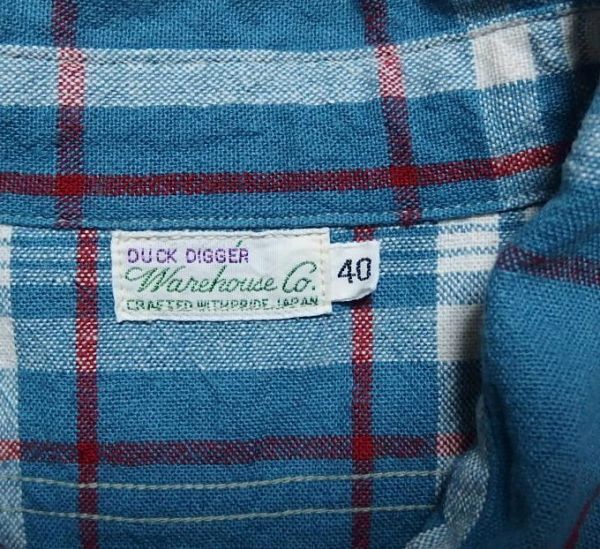 DUCK DIGGER
Warehouse Co.
CRAFTED WITH PRIDE JAPAN
40